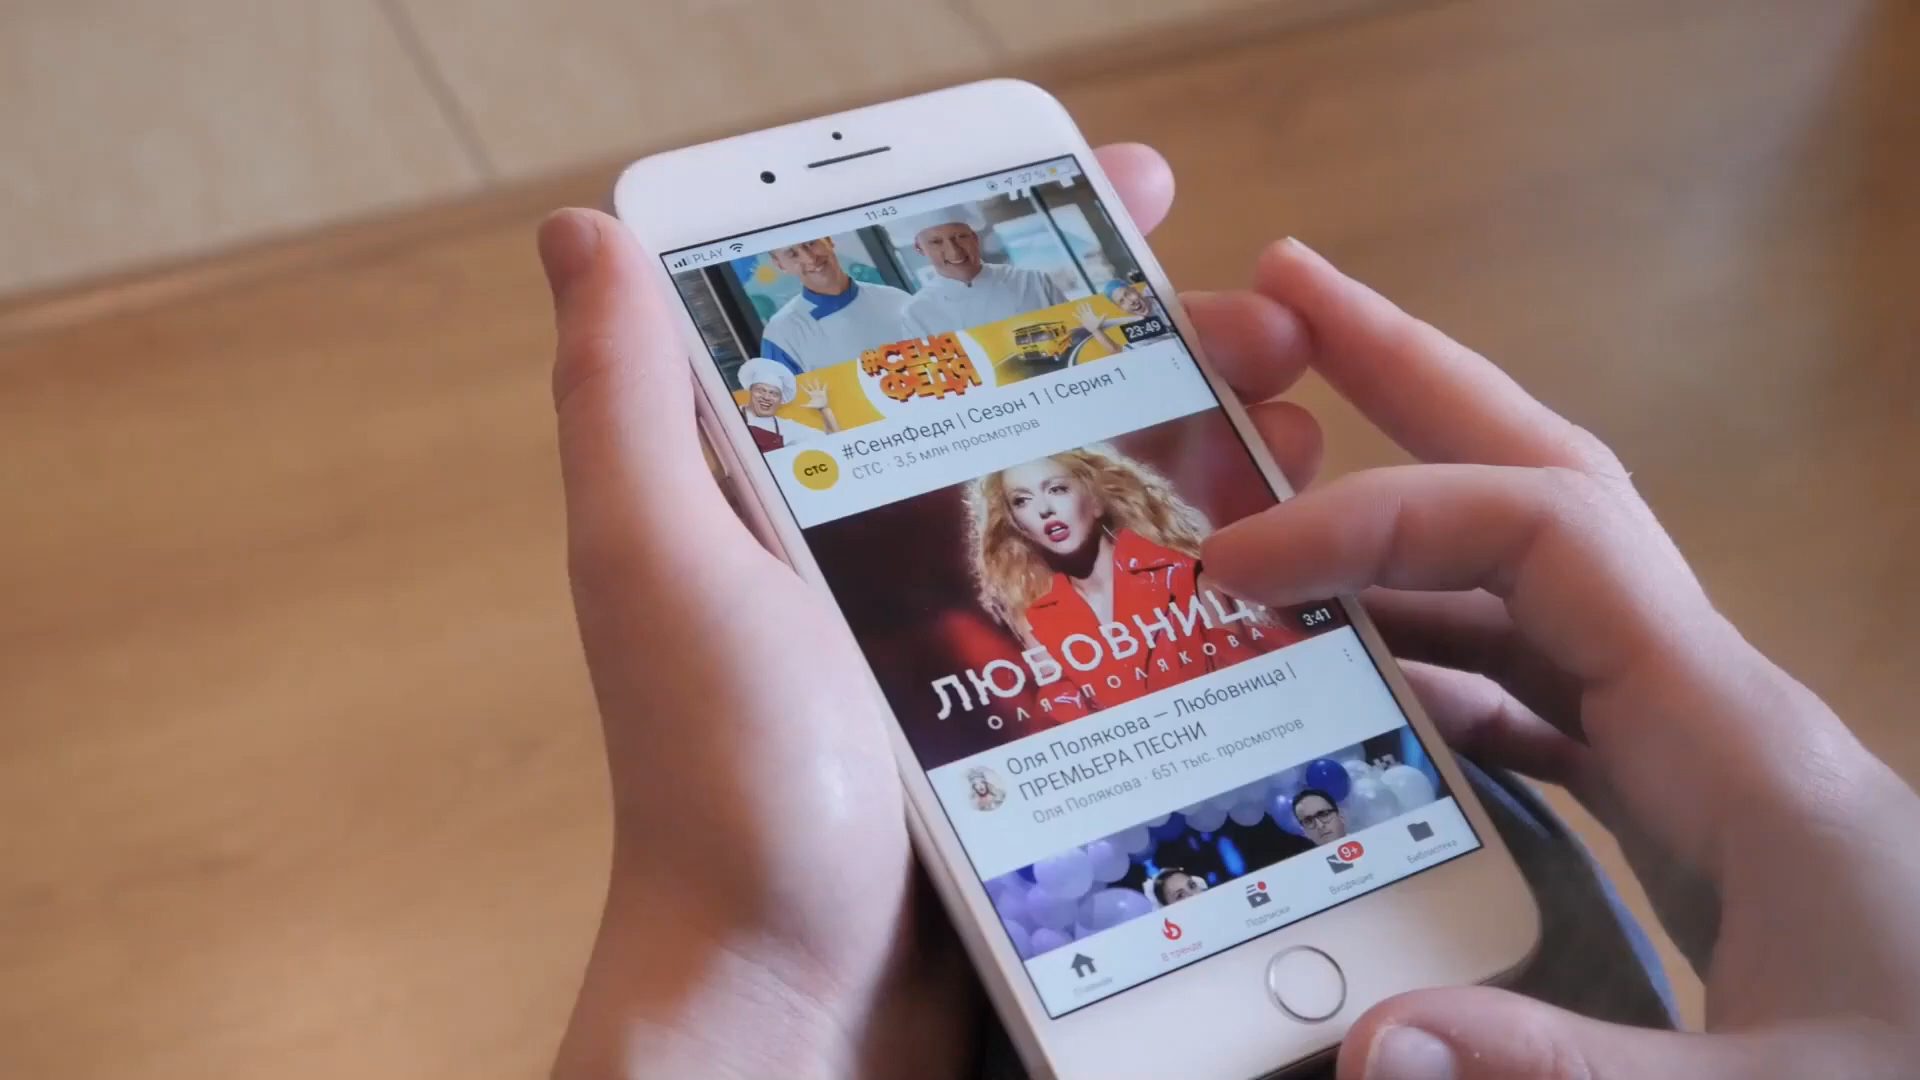 PLAY 11:43 37 %
#СЕНЯ
ФЕДЯ
23:49
СТС
#СеняФедя | Сезон 1 | Серия 1
СТС · 3,5 млн просмотров
ЛЮБОВНИЦ
ОЛЯ ПОЛЯКОВА
3:41
Оля Полякова — Любовница |
ПРЕМЬЕРА ПЕСНИ
Оля Полякова · 651 тыс. просмотров
9+
Главная В тренде Подписки Входящие Библиотека